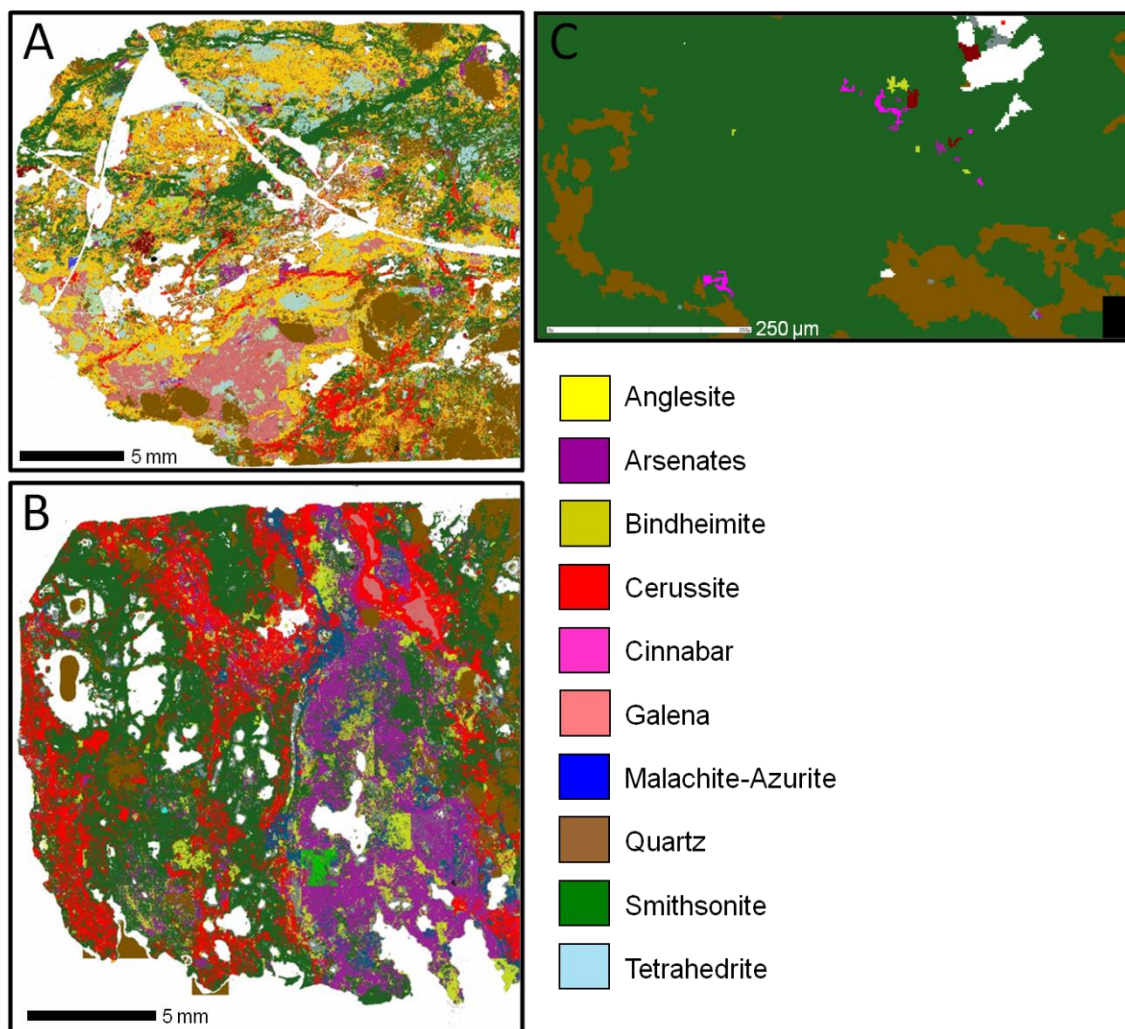 A
5 mm
B
5 mm
C
250 µm
Anglesite
Arsenates
Bindheimite
Cerussite
Cinnabar
Galena
Malachite-Azurite
Quartz
Smithsonite
Tetrahedrite